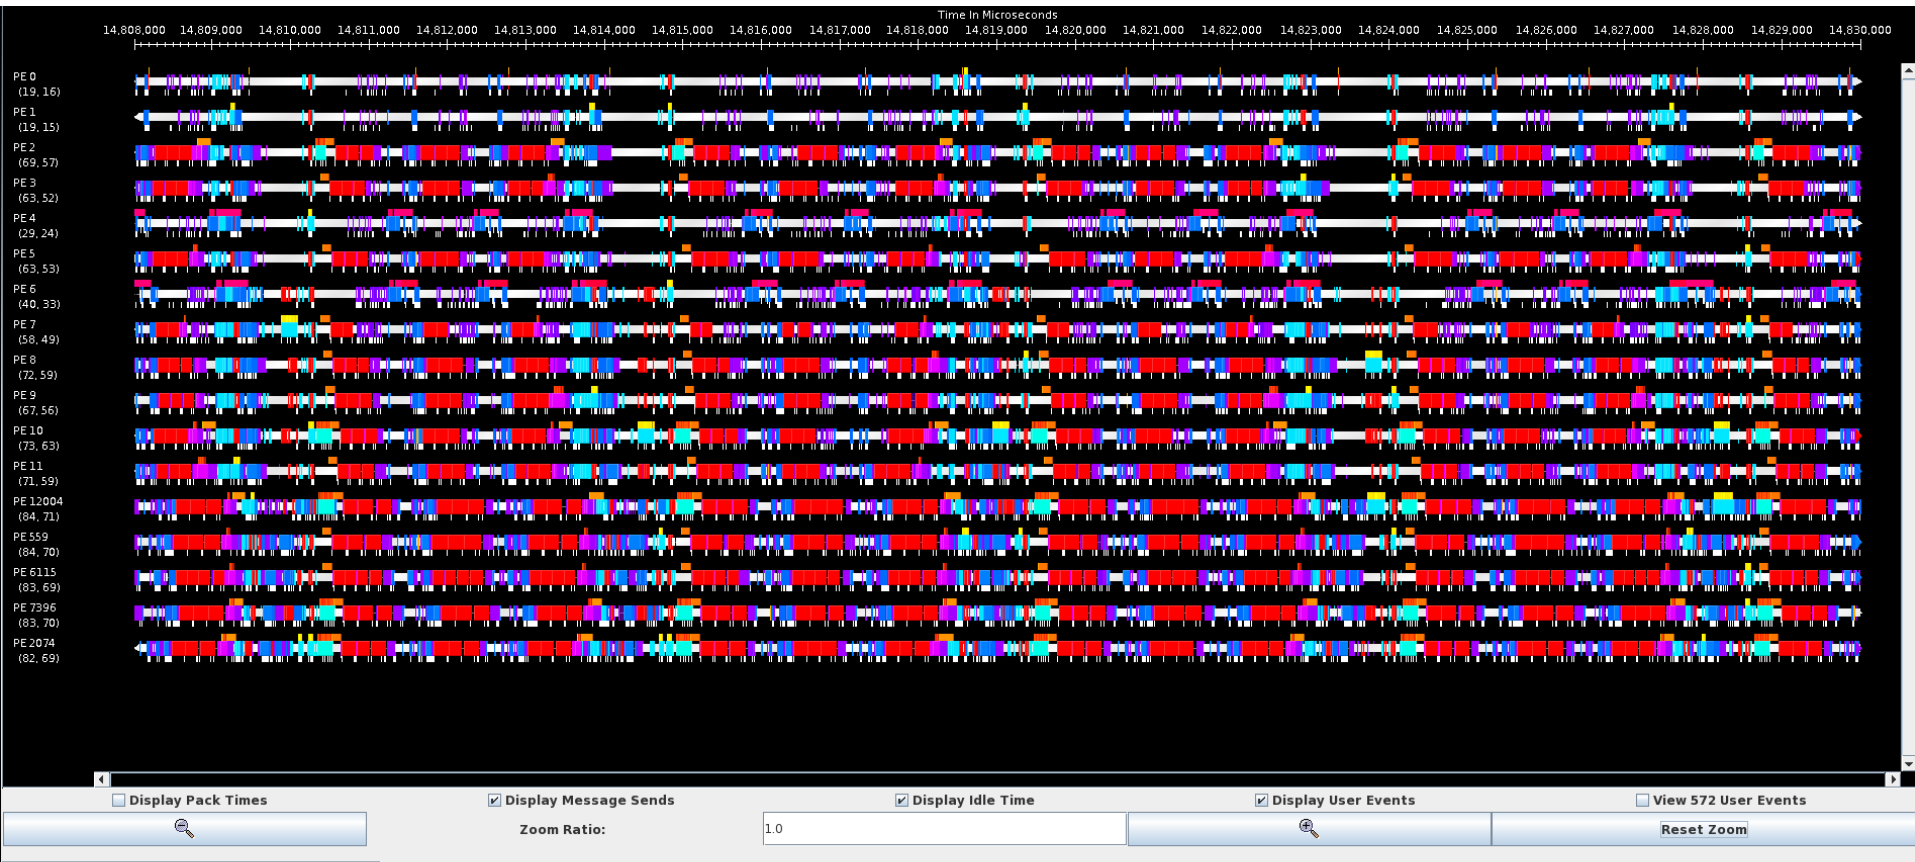 Time In Microseconds
14,808,000 14,809,000 14,810,000 14,811,000 14,812,000 14,813,000 14,814,000 14,815,000 14,816,000 14,817,000 14,818,000 14,819,000 14,820,000 14,821,000 14,822,000 14,823,000 14,824,000 14,825,000 14,826,000 14,827,000 14,828,000 14,829,000 14,830,000
PE 0
(19, 16)
PE 1
(19, 15)
PE 2
(69, 57)
PE 3
(63, 52)
PE 4
(29, 24)
PE 5
(63, 53)
PE 6
(40, 33)
PE 7
(58, 49)
PE 8
(72, 59)
PE 9
(67, 56)
PE 10
(73, 63)
PE 11
(71, 59)
PE 12004
(84, 71)
PE 559
(84, 70)
PE 6115
(83, 69)
PE 7396
(83, 70)
PE 2074
(82, 69)
Display Pack Times Display Message Sends Display Idle Time Display User Events View 572 User Events
Zoom Ratio: 1.0 Reset Zoom